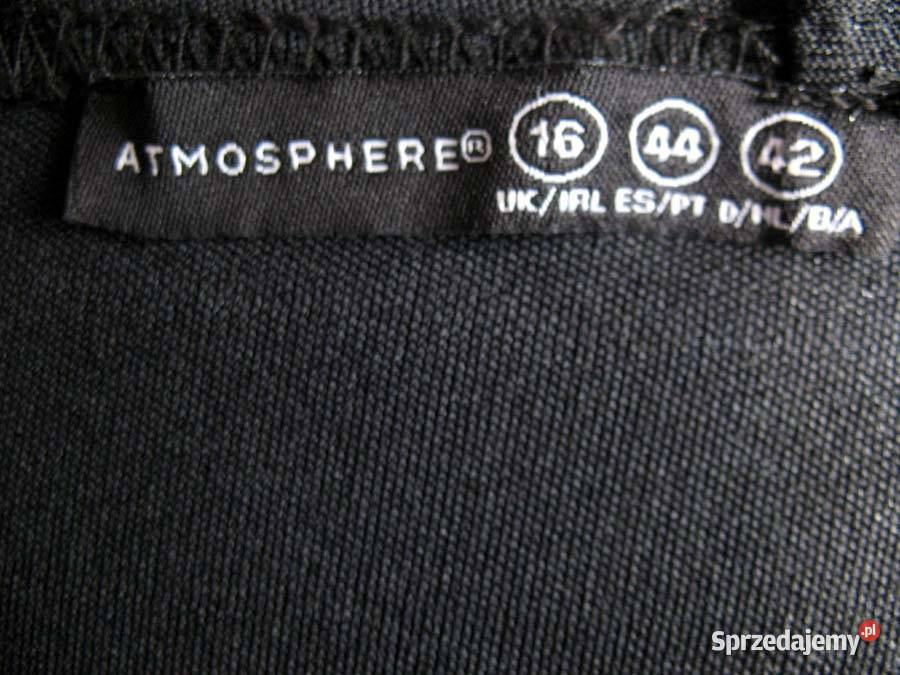 ATMOSPHERE® 16 44 42
UK/IRL ES/PT D/NL/B/A
Sprzedajemy.pl